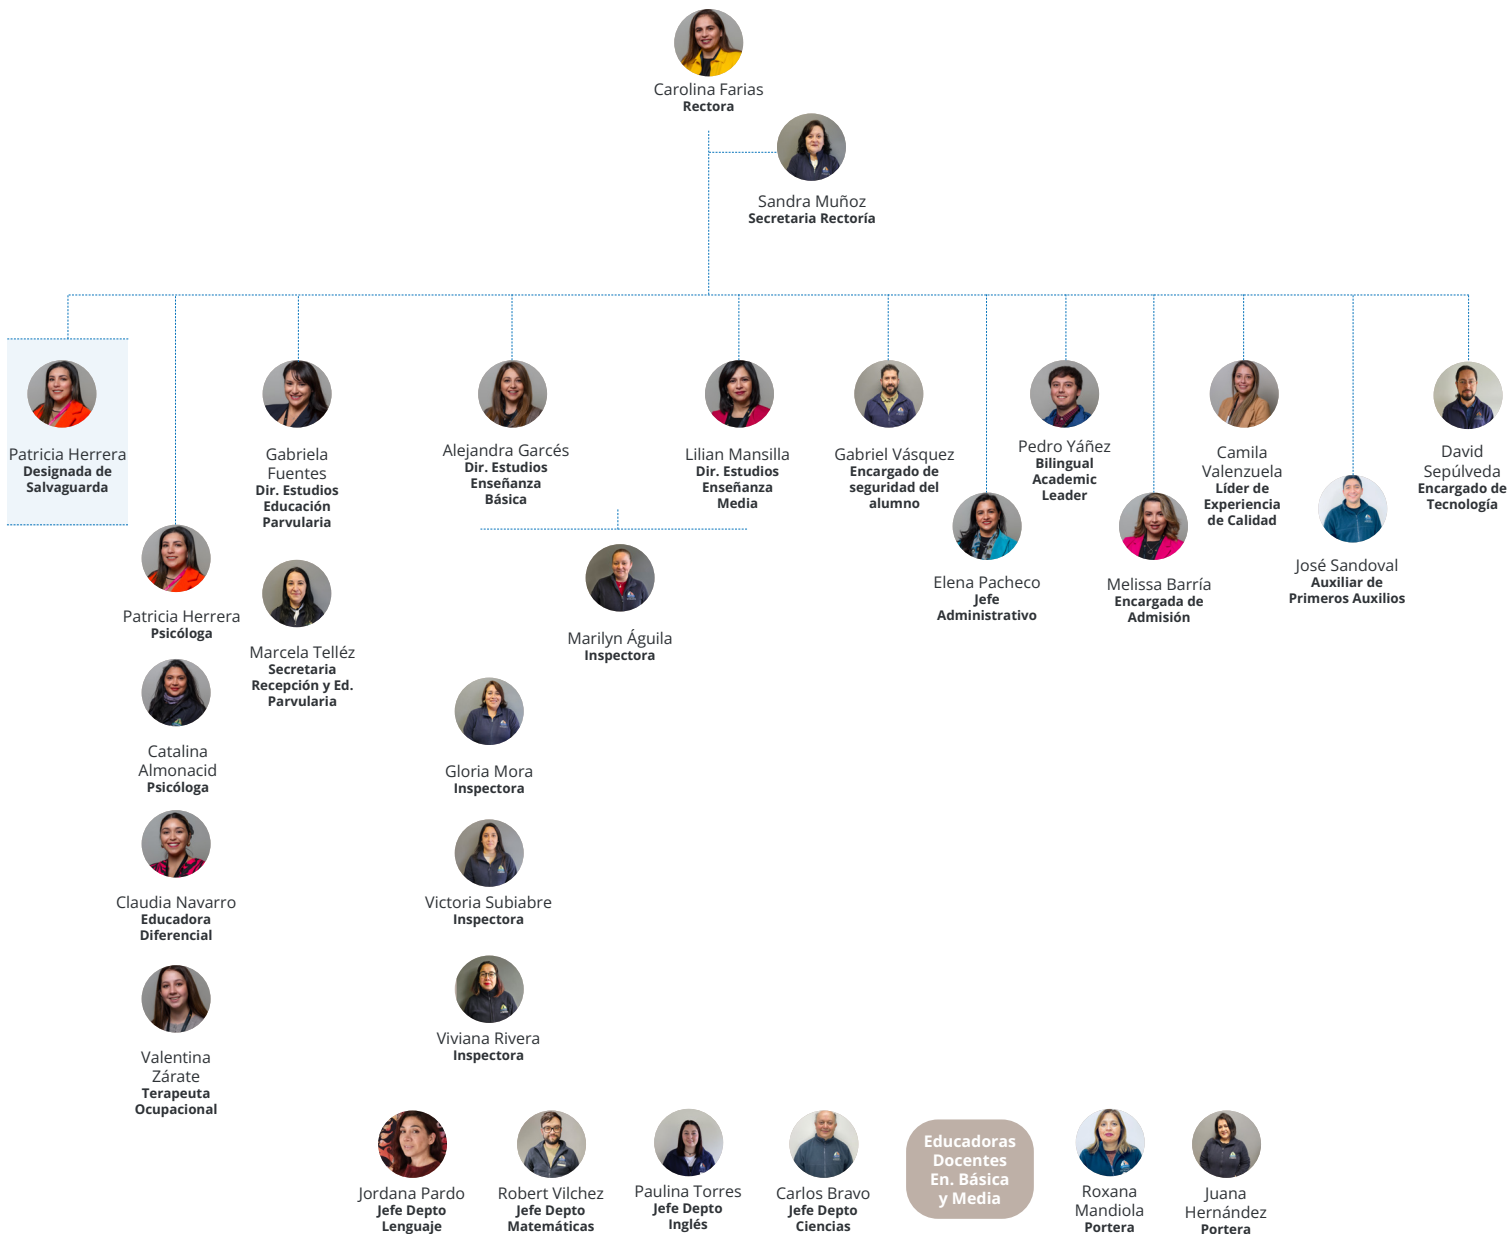 Carolina Farias
Rectora
Sandra Muñoz
Secretaria Rectoría
Patricia Herrera
Designada de
Salvaguarda
Gabriela
Fuentes
Dir. Estudios
Educación
Parvularia
Alejandra Garcés
Dir. Estudios
Enseñanza
Básica
Lilian Mansilla
Dir. Estudios
Enseñanza
Media
Gabriel Vásquez
Encargado de
seguridad del
alumno
Pedro Yáñez
Bilingual
Academic
Leader
Camila
Valenzuela
Líder de
Experiencia
de Calidad
David
Sepúlveda
Encargado de
Tecnología
Elena Pacheco
Jefe
Administrativo
Melissa Barría
Encargada de
Admisión
José Sandoval
Auxiliar de
Primeros Auxilios
Patricia Herrera
Psicóloga
Marcela Telléz
Secretaria
Recepción y Ed.
Parvularia
Marilyn Águila
Inspectora
Catalina
Almonacid
Psicóloga
Gloria Mora
Inspectora
Claudia Navarro
Educadora
Diferencial
Victoria Subiabre
Inspectora
Valentina
Zárate
Terapeuta
Ocupacional
Viviana Rivera
Inspectora
Jordana Pardo
Jefe Depto
Lenguaje
Robert Vilchez
Jefe Depto
Matemáticas
Paulina Torres
Jefe Depto
Inglés
Carlos Bravo
Jefe Depto
Ciencias
Educadoras
Docentes
En. Básica
y Media
Roxana
Mandiola
Portera
Juana
Hernández
Portera